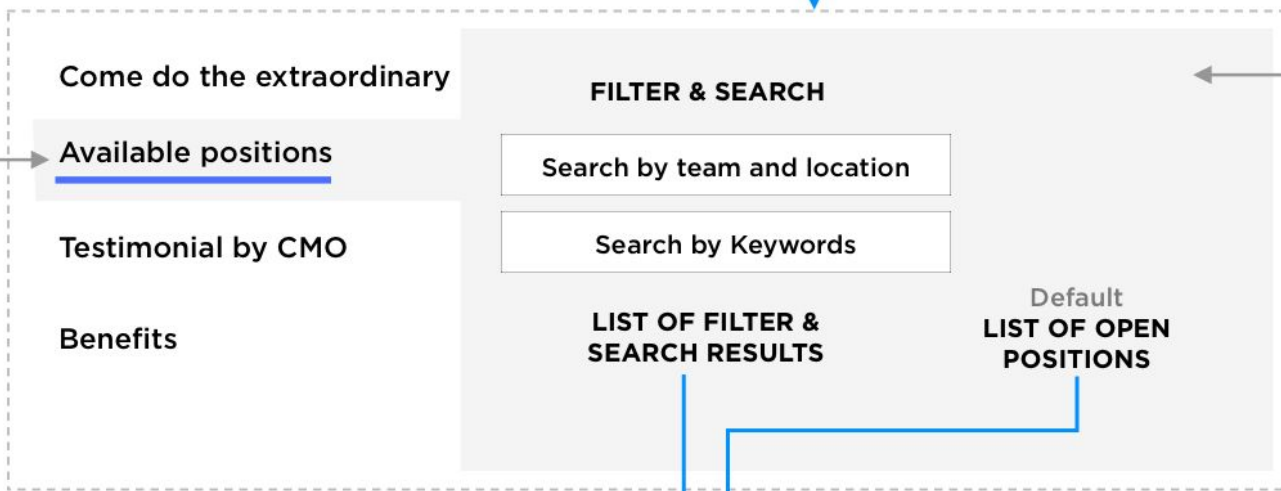 Come do the extraordinary
Available positions
Testimonial by CMO
Benefits
FILTER & SEARCH
Search by team and location
Search by Keywords
LIST OF FILTER &
SEARCH RESULTS
Default
LIST OF OPEN
POSITIONS